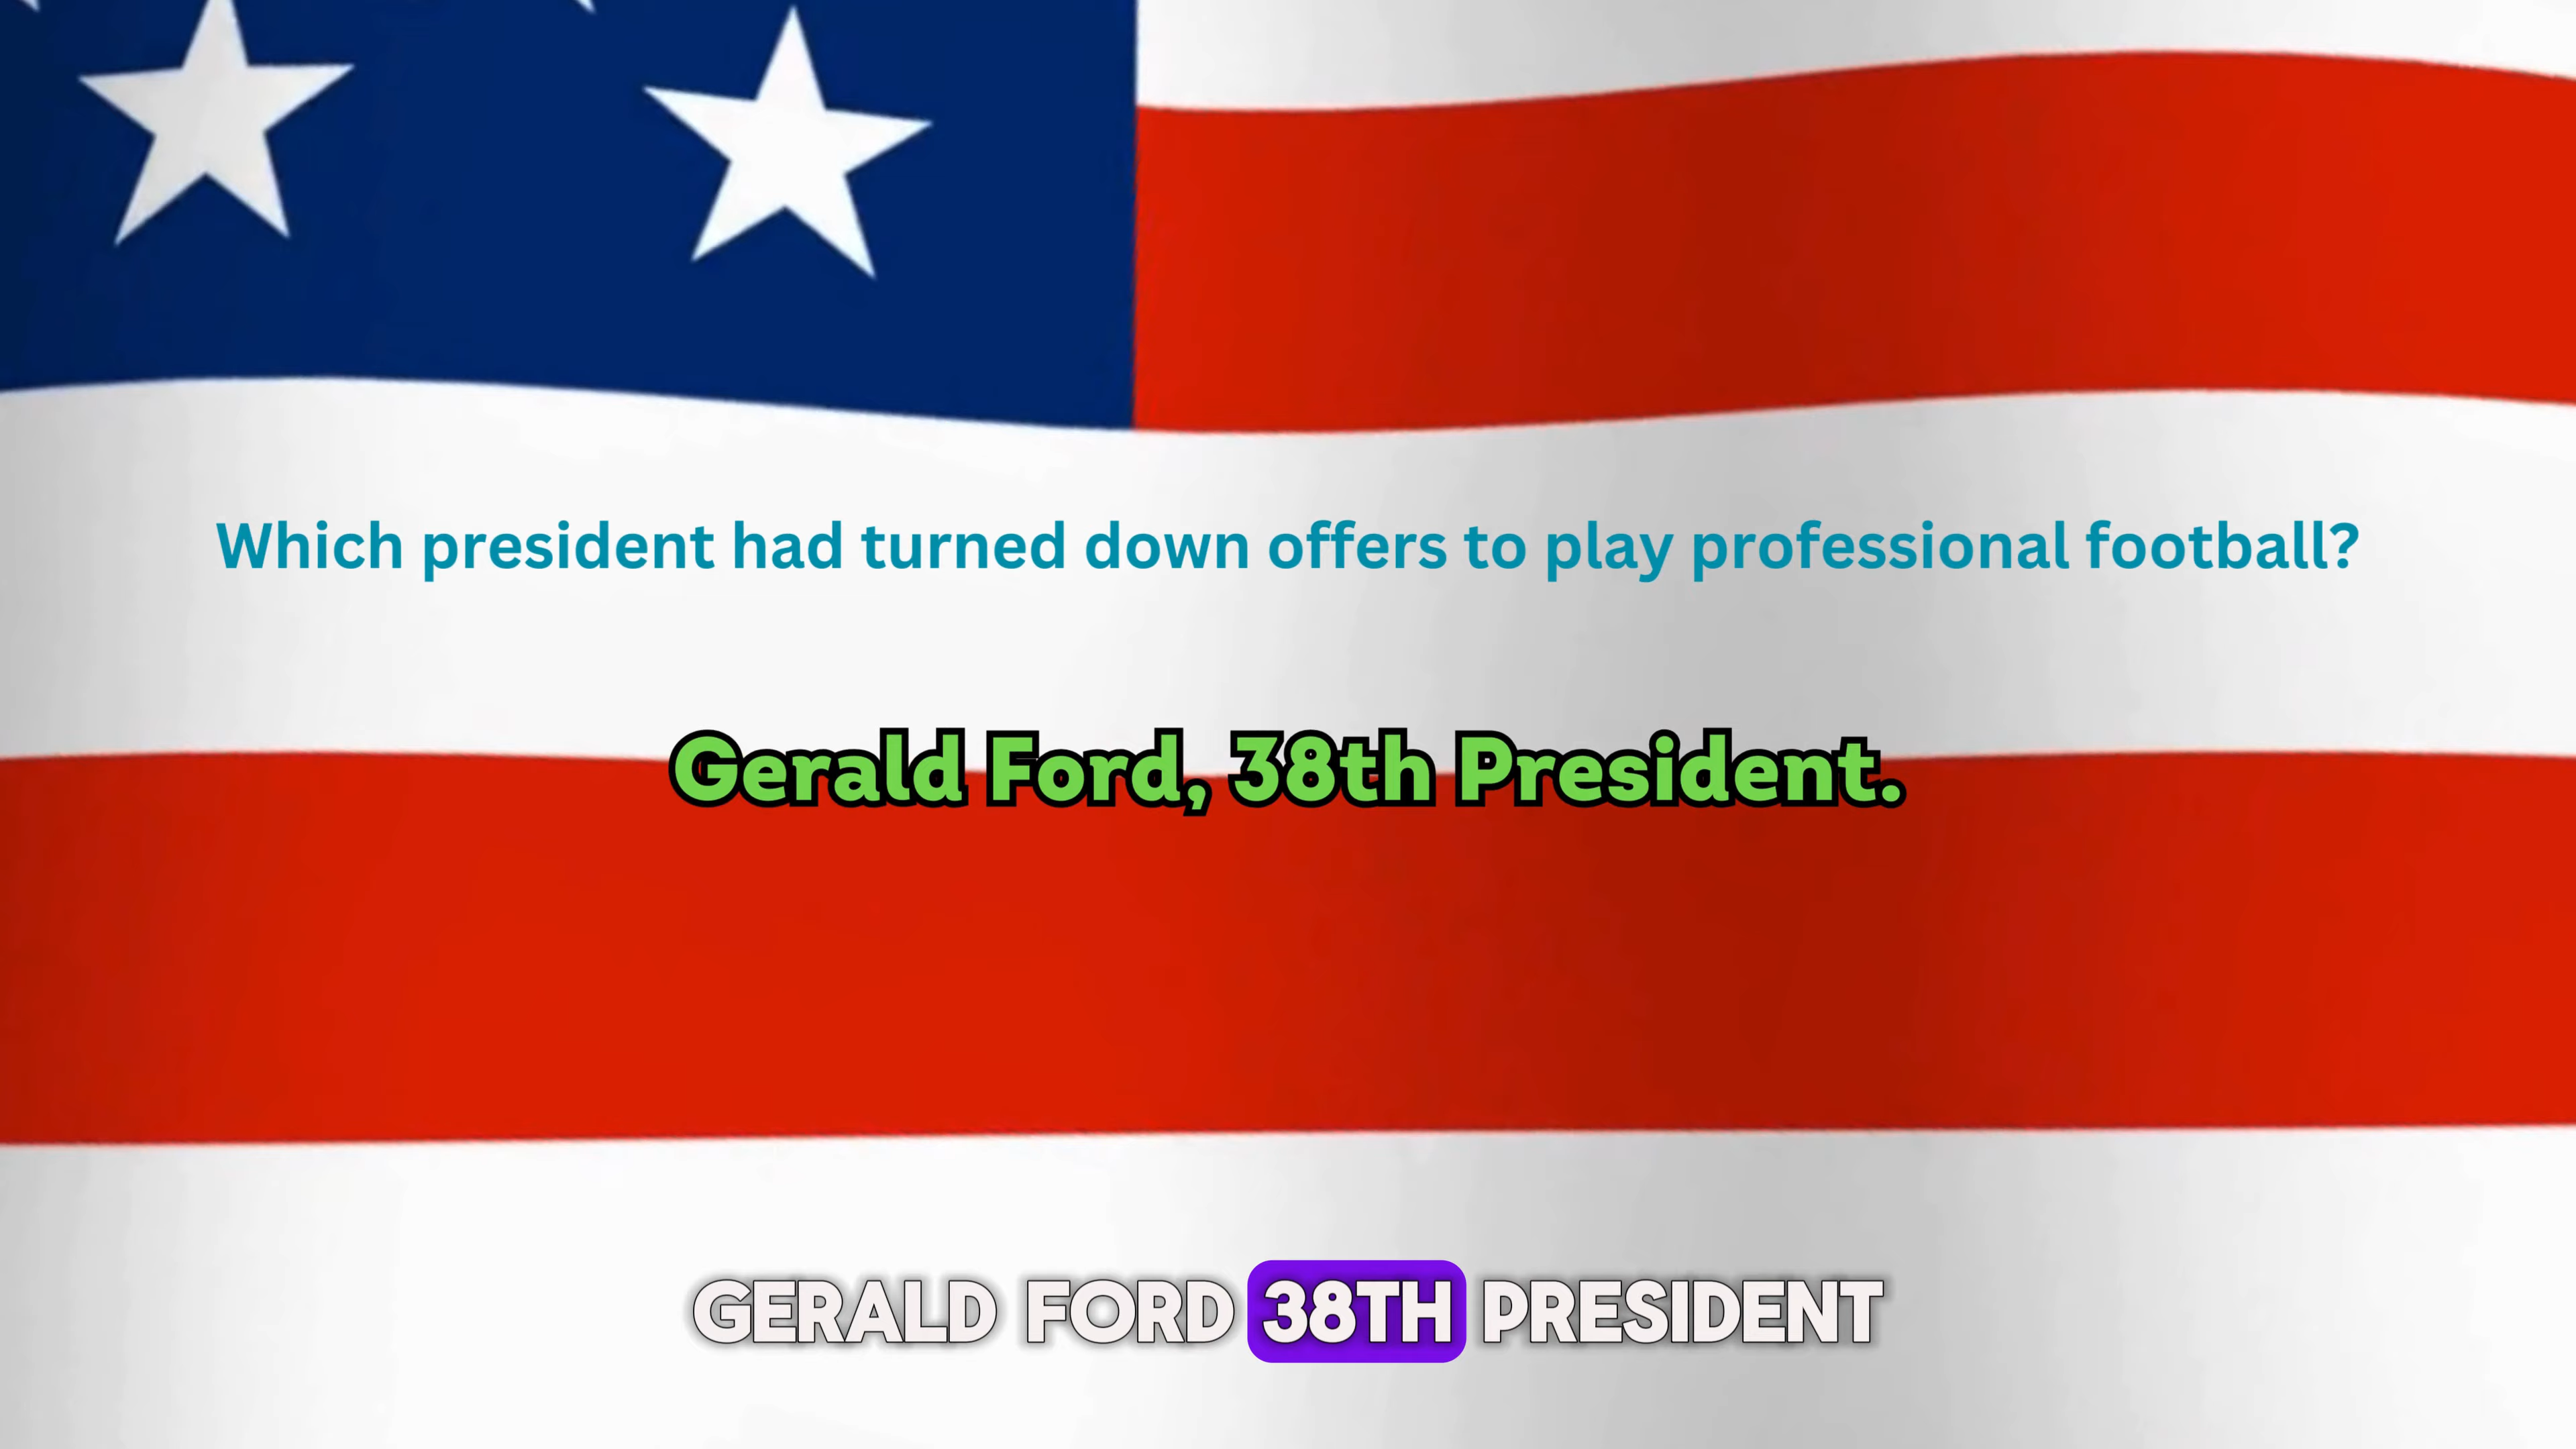 Which president had turned down offers to play professional football?
Gerald Ford, 38th President.
GERALD FORD 38TH PRESIDENT